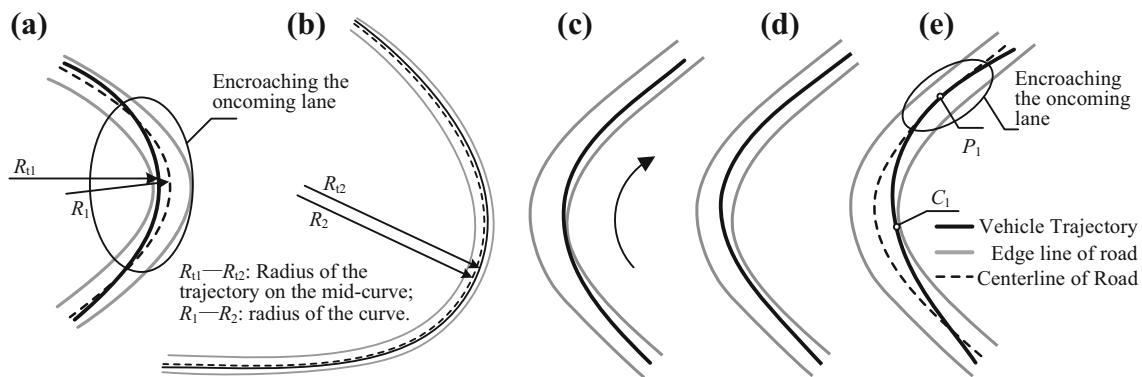 (a)
(b)
(c)
(d)
(e)
Encroaching the
oncoming lane
Encroaching
the oncoming
lane
P1
Rt1
R1
Rt2
R2
C1
Rt1—Rt2: Radius of the
trajectory on the mid-curve;
R1—R2: radius of the curve.
Vehicle Trajectory
Edge line of road
Centerline of Road